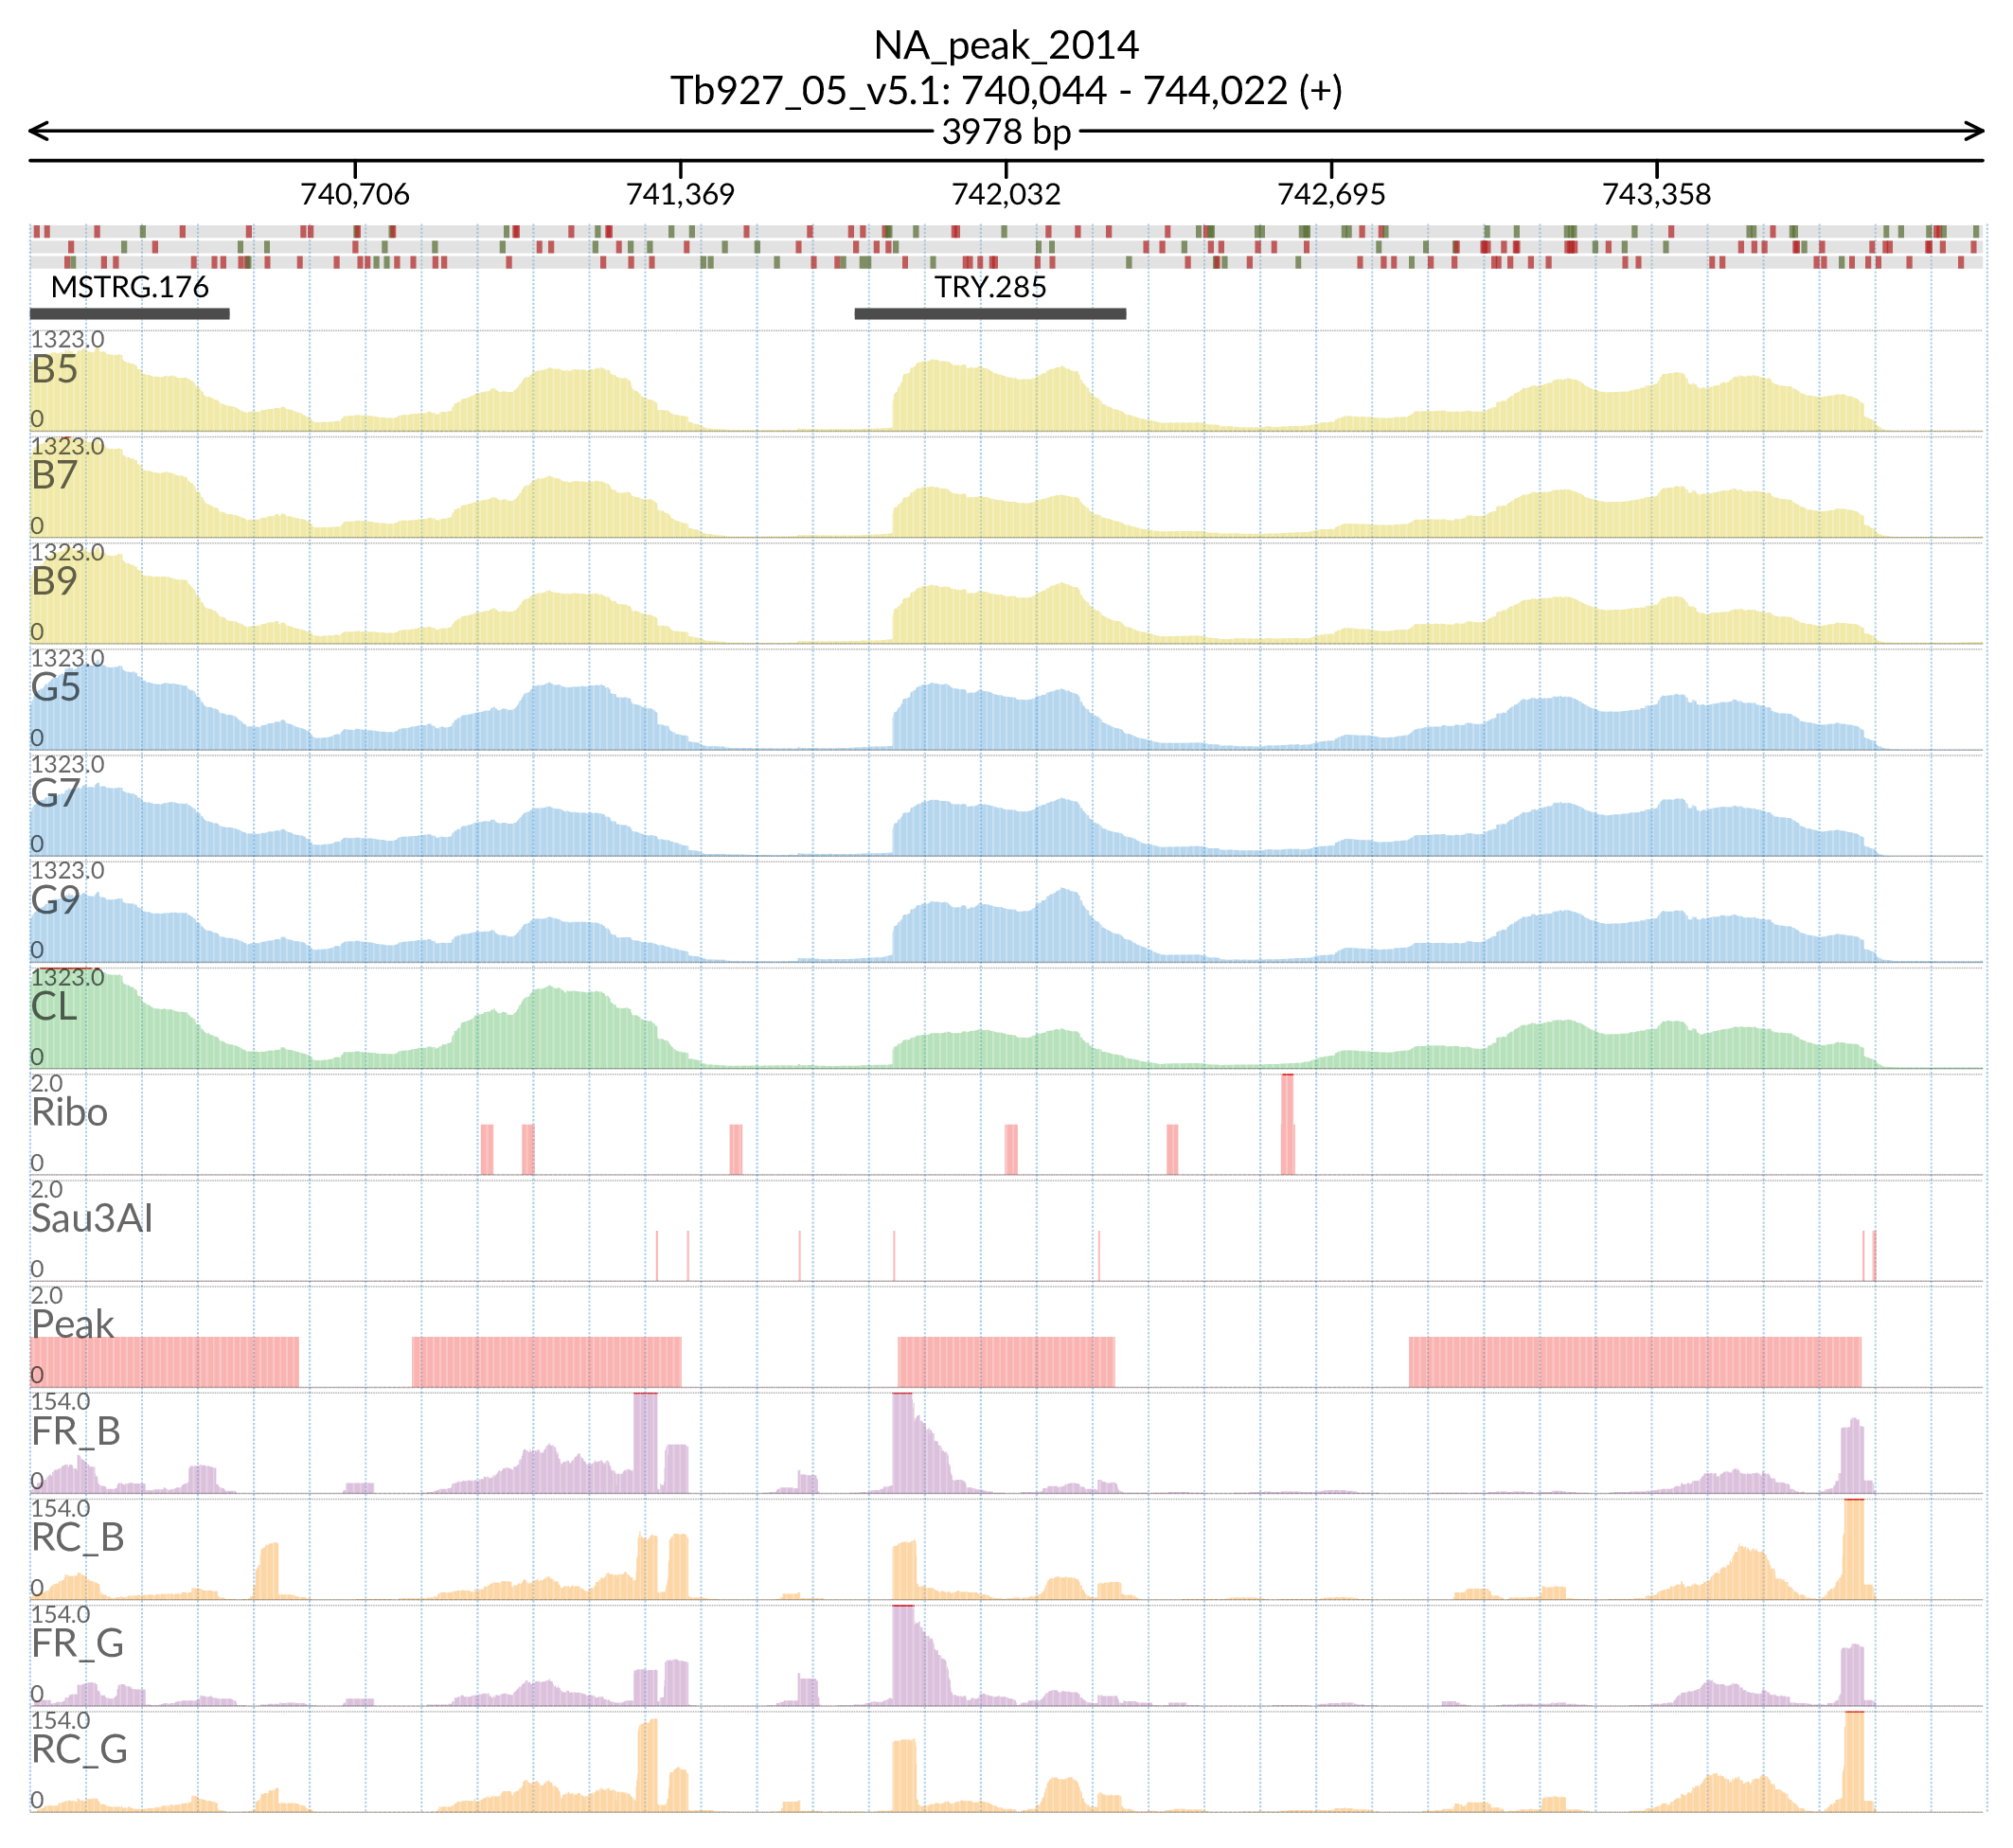 NA_peak_2014
Tb927_05_v5.1: 740,044 - 744,022 (+)
3978 bp
740,706 741,369 742,032 742,695 743,358
MSTRG.176 TRY.285
1323.0
B5
0
1323.0
B7
0
1323.0
B9
0
1323.0
G5
0
1323.0
G7
0
1323.0
G9
0
1323.0
CL
0
2.0
Ribo
0
2.0
Sau3AI
0
2.0
Peak
0
154.0
FR_B
0
154.0
RC_B
0
154.0
FR_G
0
154.0
RC_G
0